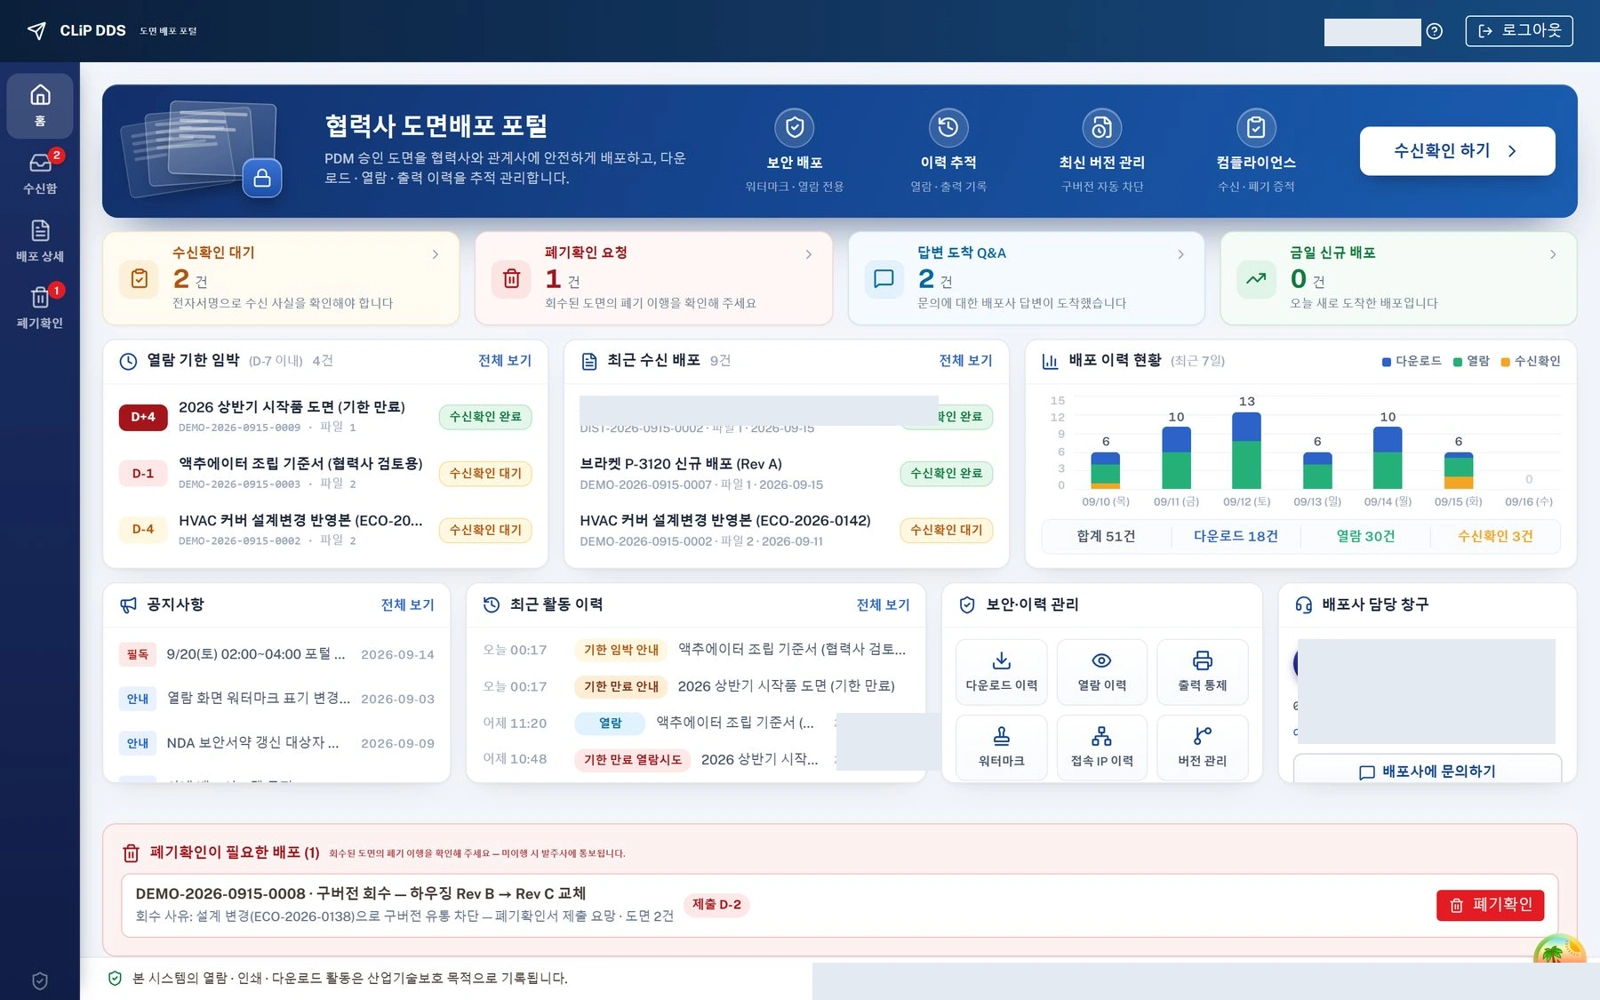 CLiP DDS 도면 배포 포털
로그아웃
홈
2
수신함
배포 상세
1
폐기확인
협력사 도면배포 포털
PDM 승인 도면을 협력사와 관계사에 안전하게 배포하고, 다운
로드 · 열람 · 출력 이력을 추적 관리합니다.
보안 배포
워터마크 · 열람 전용
이력 추적
열람 · 출력 기록
최신 버전 관리
구버전 자동 차단
컴플라이언스
수신 · 폐기 증적
수신확인 하기
수신확인 대기
2 건
전자서명으로 수신 사실을 확인해야 합니다
폐기확인 요청
1 건
회수된 도면의 폐기 이행을 확인해 주세요
답변 도착 Q&A
2 건
문의에 대한 배포사 답변이 도착했습니다
금일 신규 배포
0 건
오늘 새로 도착한 배포입니다
열람 기한 임박 (D-7 이내) 4건 전체 보기
D+4 2026 상반기 시작품 도면 (기한 만료) 수신확인 완료
DEMO-2026-0915-0009 · 파일 1
D-1 액추에이터 조립 기준서 (협력사 검토용) 수신확인 대기
DEMO-2026-0915-0003 · 파일 2
D-4 HVAC 커버 설계변경 반영본 (ECO-20... 수신확인 대기
DEMO-2026-0915-0002 · 파일 2
최근 수신 배포 9건 전체 보기
확인 완료
DIST-2026-0915-0002 · 파일 1 · 2026-09-15
브라켓 P-3120 신규 배포 (Rev A) 수신확인 완료
DEMO-2026-0915-0007 · 파일 1 · 2026-09-15
HVAC 커버 설계변경 반영본 (ECO-2026-0142) 수신확인 대기
DEMO-2026-0915-0002 · 파일 2 · 2026-09-11
배포 이력 현황 (최근 7일) 다운로드 열람 수신확인
15
12
9
6
3
0
6 10 13 6 10 6 0
09/10 (목) 09/11 (금) 09/12 (토) 09/13 (일) 09/14 (월) 09/15 (화) 09/16 (수)
합계 51건 다운로드 18건 열람 30건 수신확인 3건
공지사항 전체 보기
필독 9/20(토) 02:00~04:00 포털 ... 2026-09-14
안내 열람 화면 워터마크 표기 변경... 2026-09-03
안내 NDA 보안서약 갱신 대상자 ... 2026-09-09
최근 활동 이력 전체 보기
오늘 00:17 기한 임박 안내 액추에이터 조립 기준서 (협력사 검토...
오늘 00:17 기한 만료 안내 2026 상반기 시작품 도면 (기한 만료)
어제 11:20 열람 액추에이터 조립 기준서 (...
어제 10:48 기한 만료 열람시도 2026 상반기 시작...
보안·이력 관리
다운로드 이력 열람 이력 출력 통제
워터마크 접속 IP 이력 버전 관리
배포사 담당 창구
배포사에 문의하기
폐기확인이 필요한 배포 (1) 회수된 도면의 폐기 이행을 확인해 주세요 — 미이행 시 발주사에 통보됩니다.
DEMO-2026-0915-0008 · 구버전 회수 — 하우징 Rev B → Rev C 교체
회수 사유: 설계 변경(ECO-2026-0138)으로 구버전 유통 차단 — 폐기확인서 제출 요망 · 도면 2건
제출 D-2
폐기확인
본 시스템의 열람 · 인쇄 · 다운로드 활동은 산업기술보호 목적으로 기록됩니다.